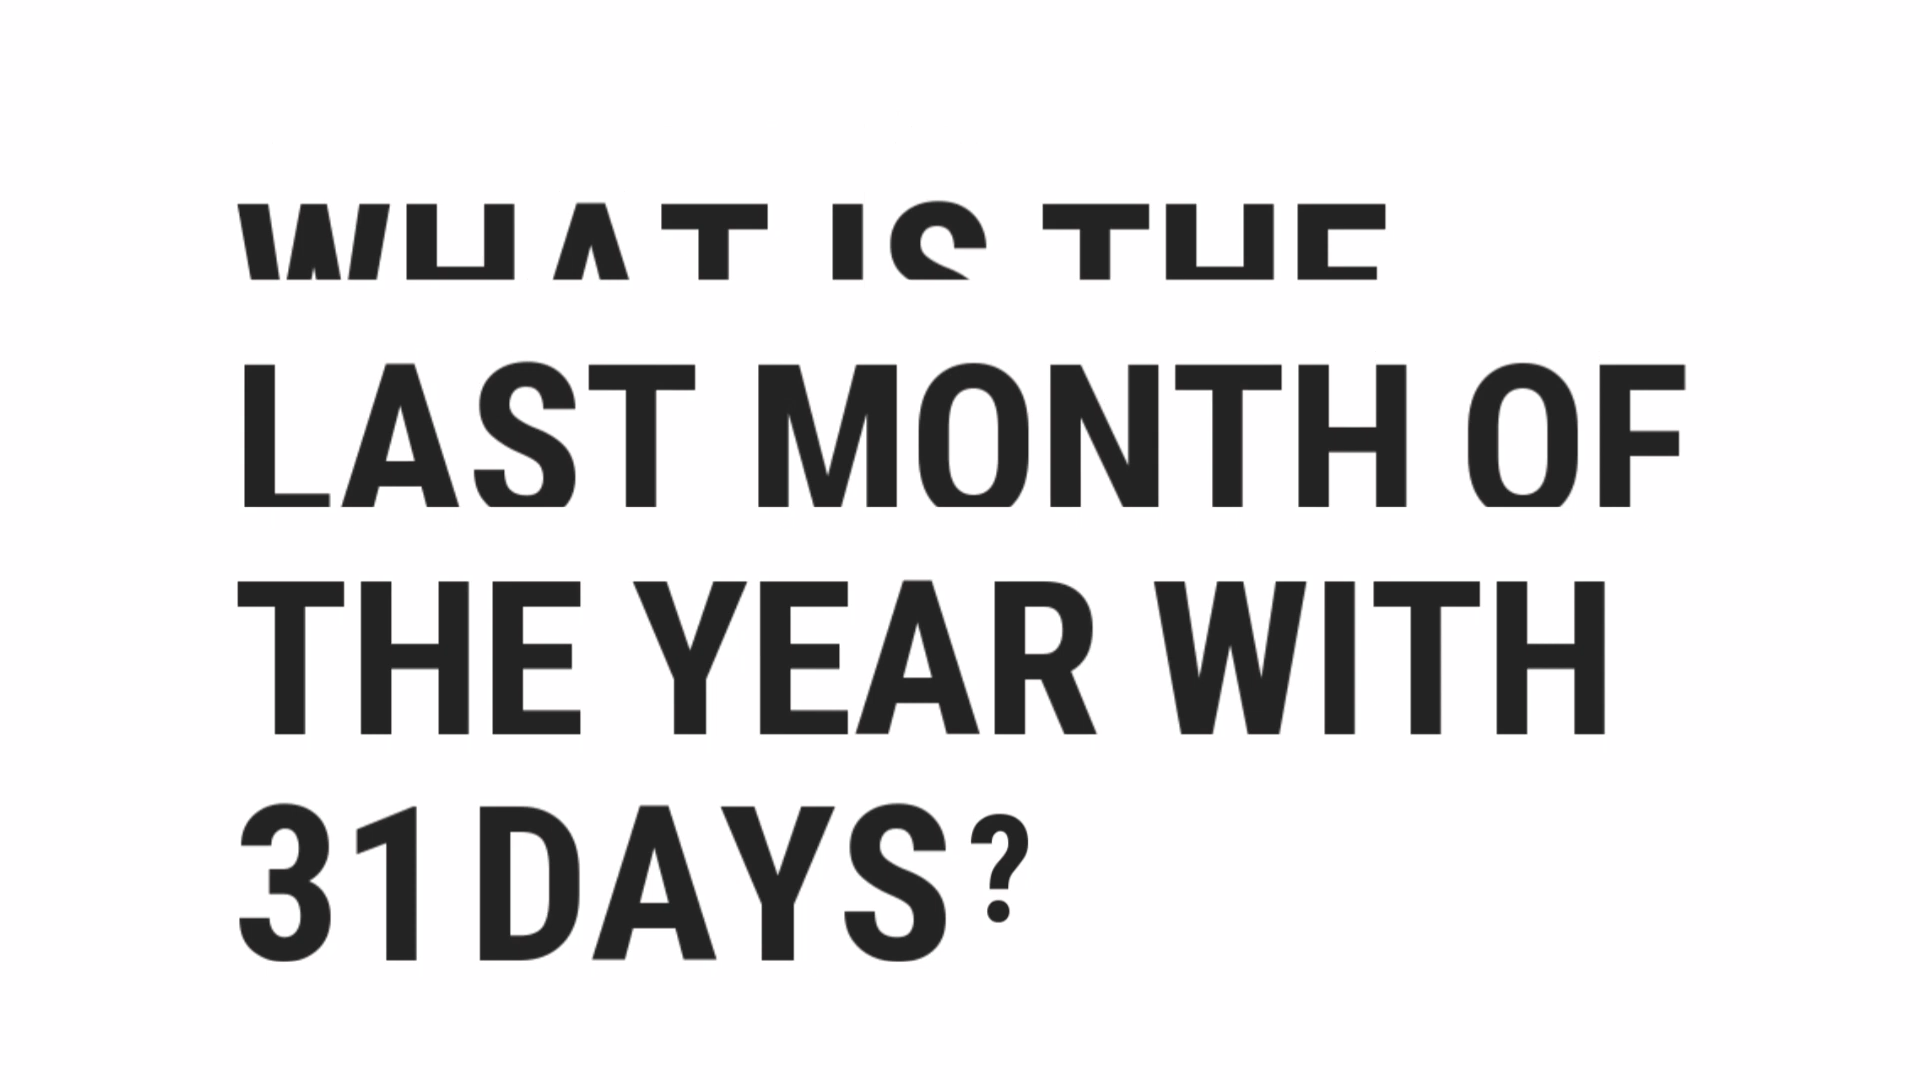 WHAT IS THE
LAST MONTH OF
THE YEAR WITH
31 DAYS?